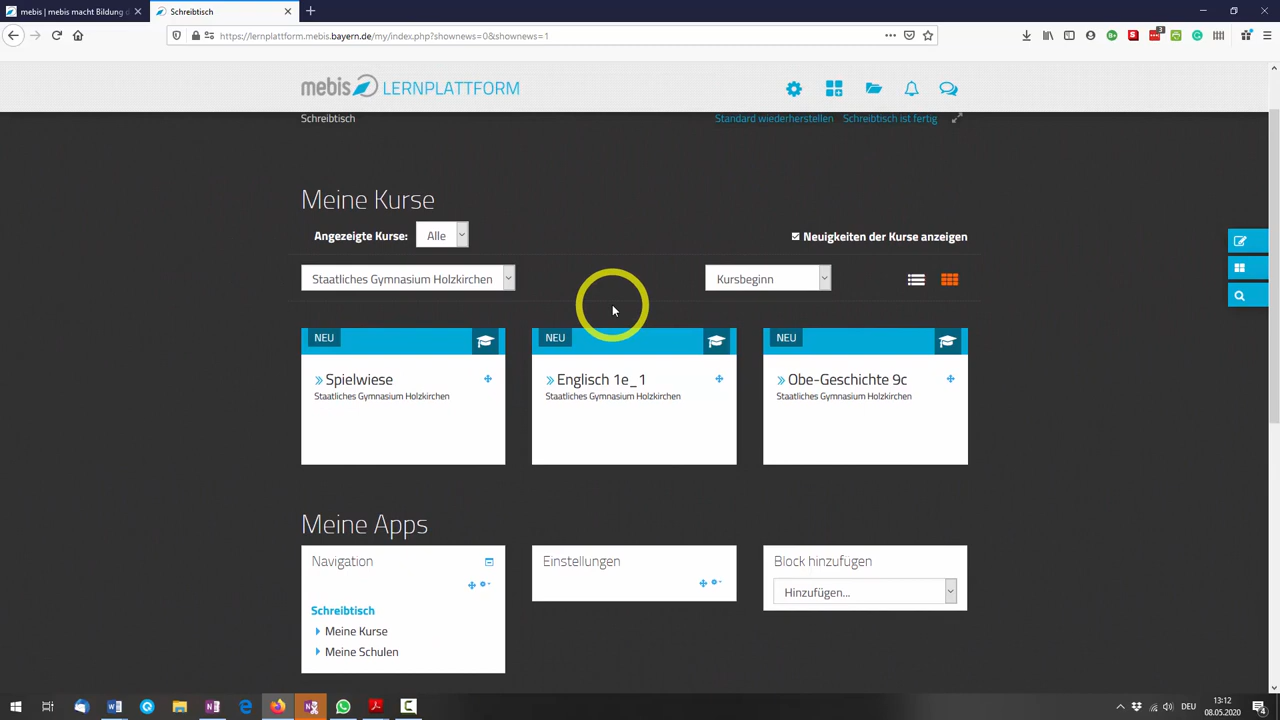 mebis | mebis macht Bildung d
Schreibtisch
https://lernplattform.mebis.bayern.de/my/index.php?shownews=0&shownews=1
3
mebis LERNPLATTFORM
Schreibtisch
Standard wiederherstellen Schreibtisch ist fertig
Meine Kurse
Angezeigte Kurse: Alle
Neuigkeiten der Kurse anzeigen
Staatliches Gymnasium Holzkirchen
Kursbeginn
NEU NEU NEU
Spielwiese
Staatliches Gymnasium Holzkirchen
Englisch 1e_1
Staatliches Gymnasium Holzkirchen
Obe-Geschichte 9c
Staatliches Gymnasium Holzkirchen
Meine Apps
Navigation
Schreibtisch
Meine Kurse
Meine Schulen
Einstellungen
Block hinzufügen
Hinzufügen...
DEU
13:12
08.05.2020
4